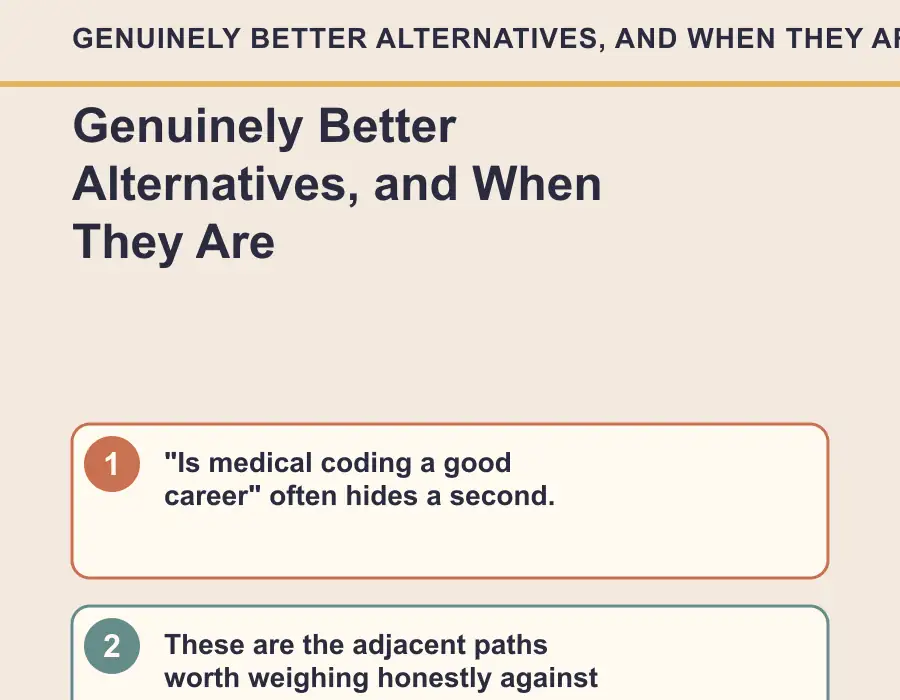 GENUINELY BETTER ALTERNATIVES, AND WHEN THEY
Genuinely Better
Alternatives, and When
They Are
1
"Is medical coding a good
career" often hides a second.
2
These are the adjacent paths
worth weighing honestly against